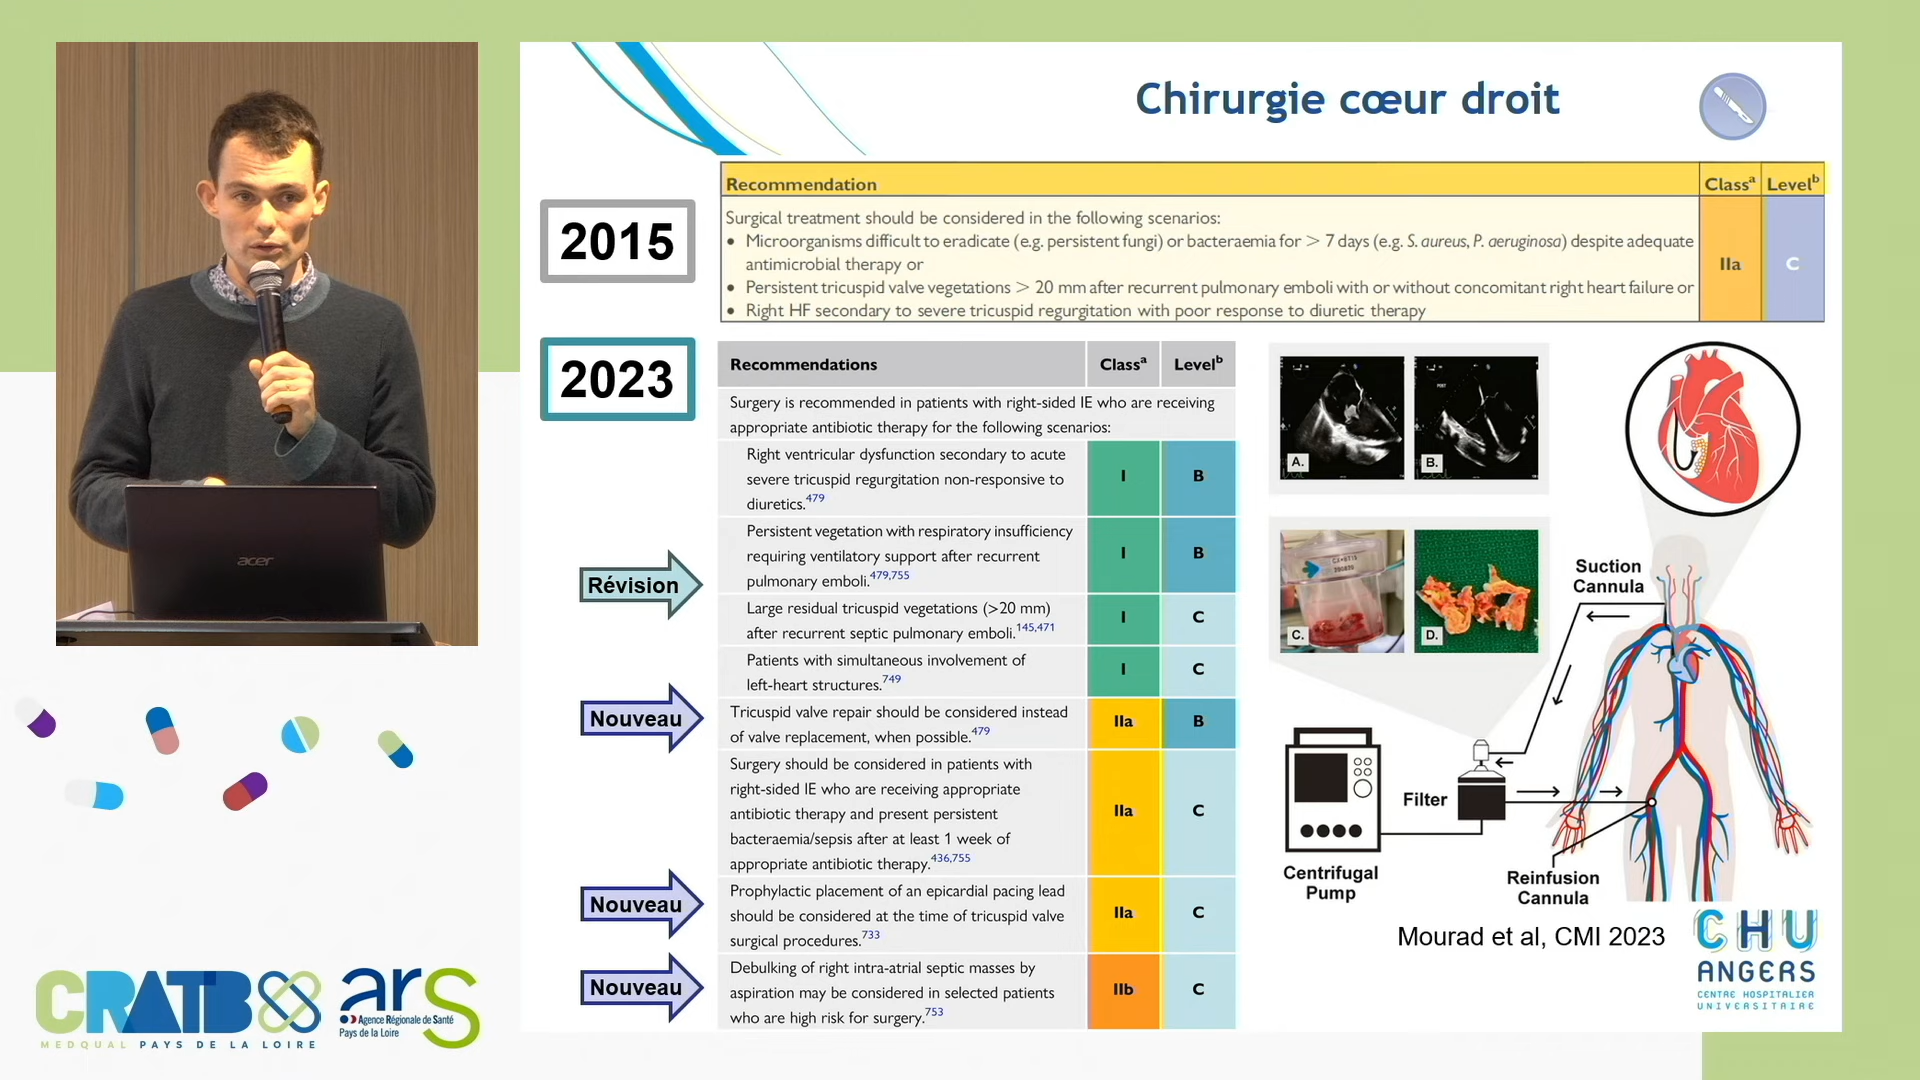 Chirurgie cœur droit
2015
Recommendation Classᵃ Levelᵇ
Surgical treatment should be considered in the following scenarios:
• Microorganisms difficult to eradicate (e.g. persistent fungi) or bacteraemia for > 7 days (e.g. S. aureus, P. aeruginosa) despite adequate
antimicrobial therapy or
• Persistent tricuspid valve vegetations > 20 mm after recurrent pulmonary emboli with or without concomitant right heart failure or
• Right HF secondary to severe tricuspid regurgitation with poor response to diuretic therapy
IIa C
2023
Recommendations Classᵃ Levelᵇ
Surgery is recommended in patients with right-sided IE who are receiving
appropriate antibiotic therapy for the following scenarios:
Right ventricular dysfunction secondary to acute
severe tricuspid regurgitation non-responsive to
diuretics.479
I B
Révision
Persistent vegetation with respiratory insufficiency
requiring ventilatory support after recurrent
pulmonary emboli.479,755
I B
Large residual tricuspid vegetations (>20 mm)
after recurrent septic pulmonary emboli.145,471
I C
Patients with simultaneous involvement of
left-heart structures.749
I C
Nouveau
Tricuspid valve repair should be considered instead
of valve replacement, when possible.479
IIa B
Surgery should be considered in patients with
right-sided IE who are receiving appropriate
antibiotic therapy and present persistent
bacteraemia/sepsis after at least 1 week of
appropriate antibiotic therapy.436,755
IIa C
Nouveau
Prophylactic placement of an epicardial pacing lead
should be considered at the time of tricuspid valve
surgical procedures.733
IIa C
Nouveau
Debulking of right intra-atrial septic masses by
aspiration may be considered in selected patients
who are high risk for surgery.753
IIb C
A.
B.
C.
D.
Suction
Cannula
Filter
Centrifugal
Pump
Reinfusion
Cannula
Mourad et al, CMI 2023
CHU
ANGERS
CENTRE HOSPITALIER
UNIVERSITAIRE
acer
CRATB
MEDQUAL PAYS DE LA LOIRE
ars
Agence Régionale de Santé
Pays de la Loire